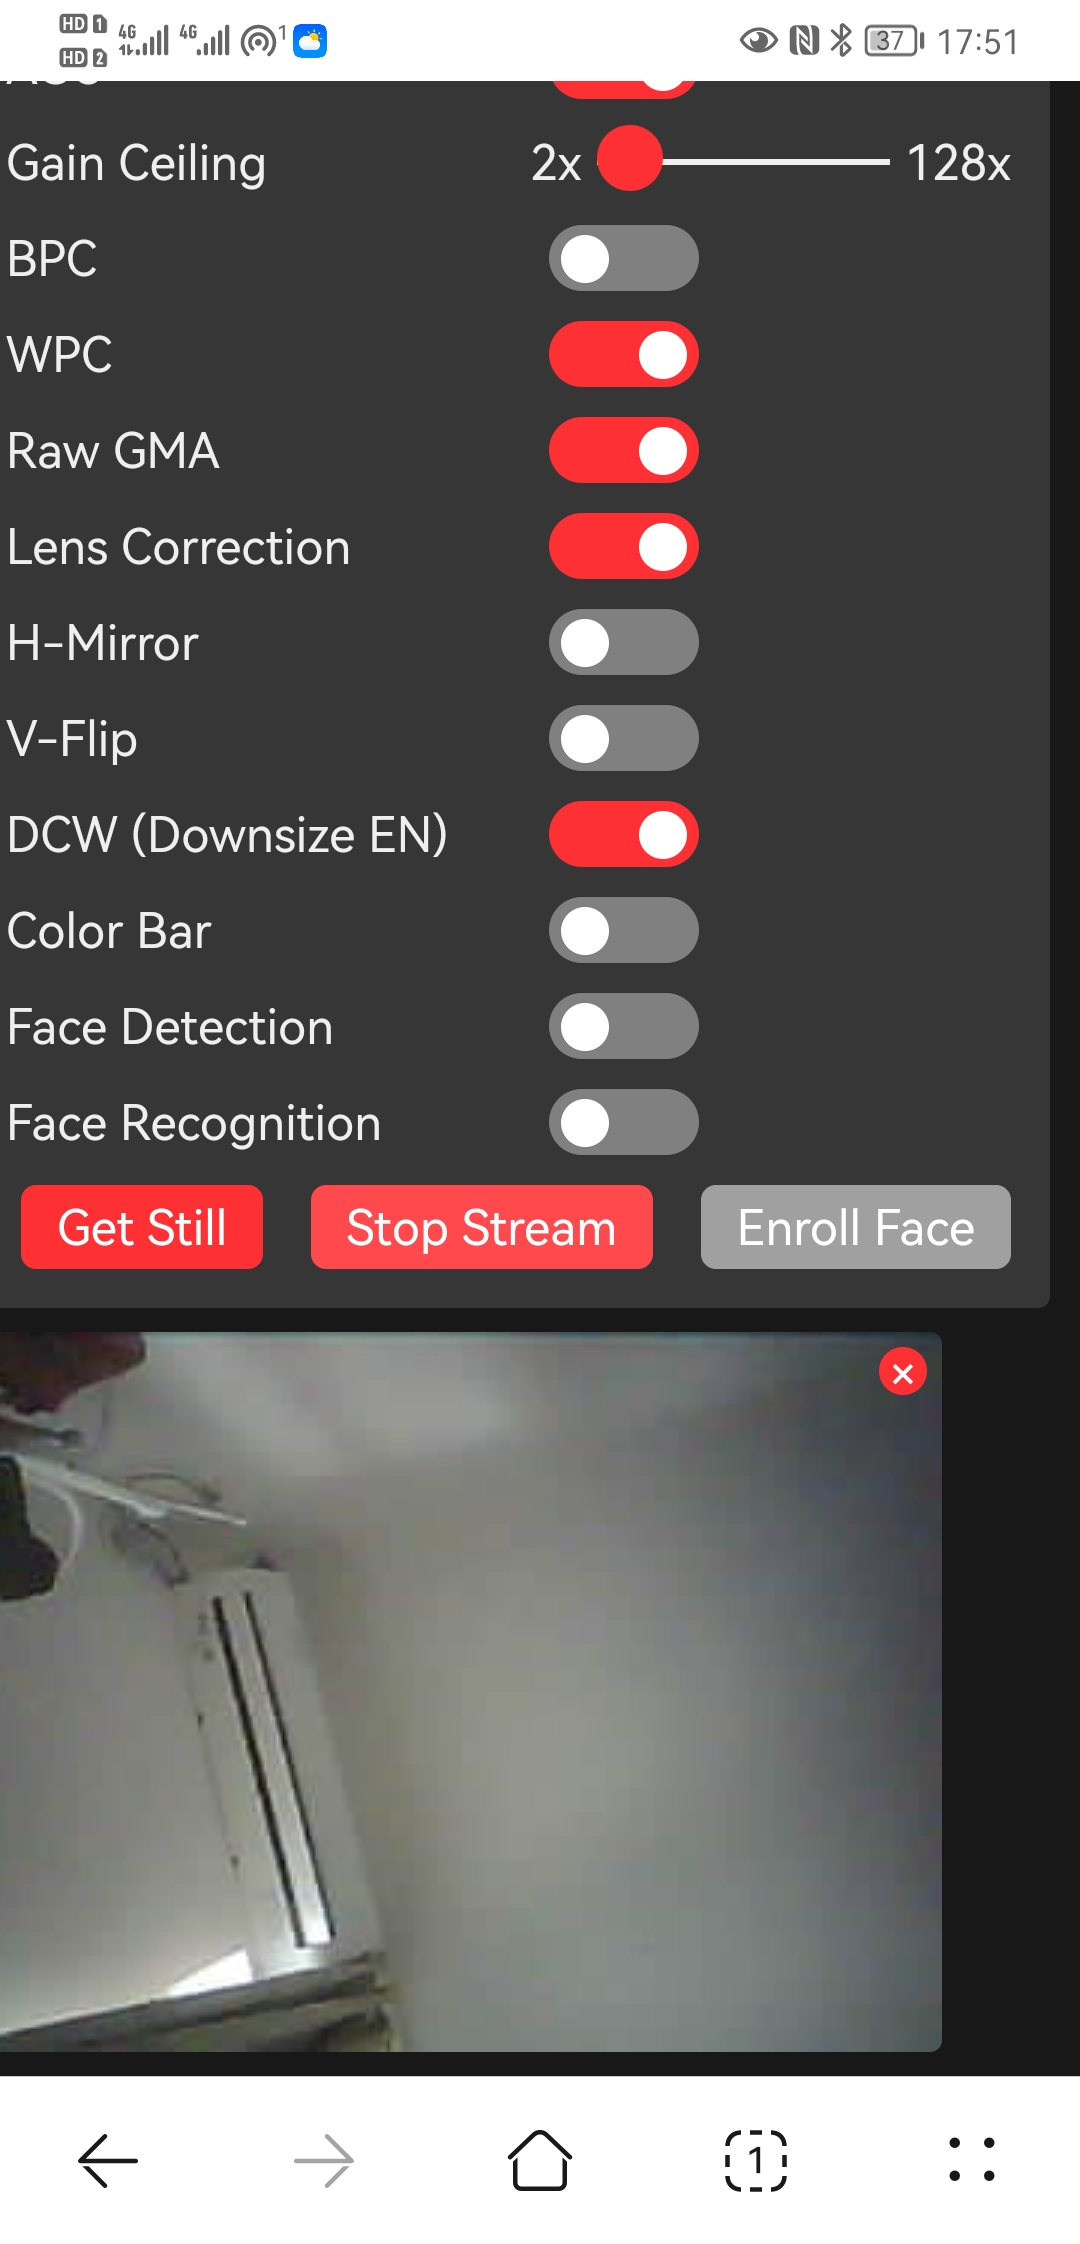 HD 1 4G 4G 1 37 17:51
HD 2
Gain Ceiling 2x 128x
BPC
WPC
Raw GMA
Lens Correction
H-Mirror
V-Flip
DCW (Downsize EN)
Color Bar
Face Detection
Face Recognition
Get Still Stop Stream Enroll Face
1